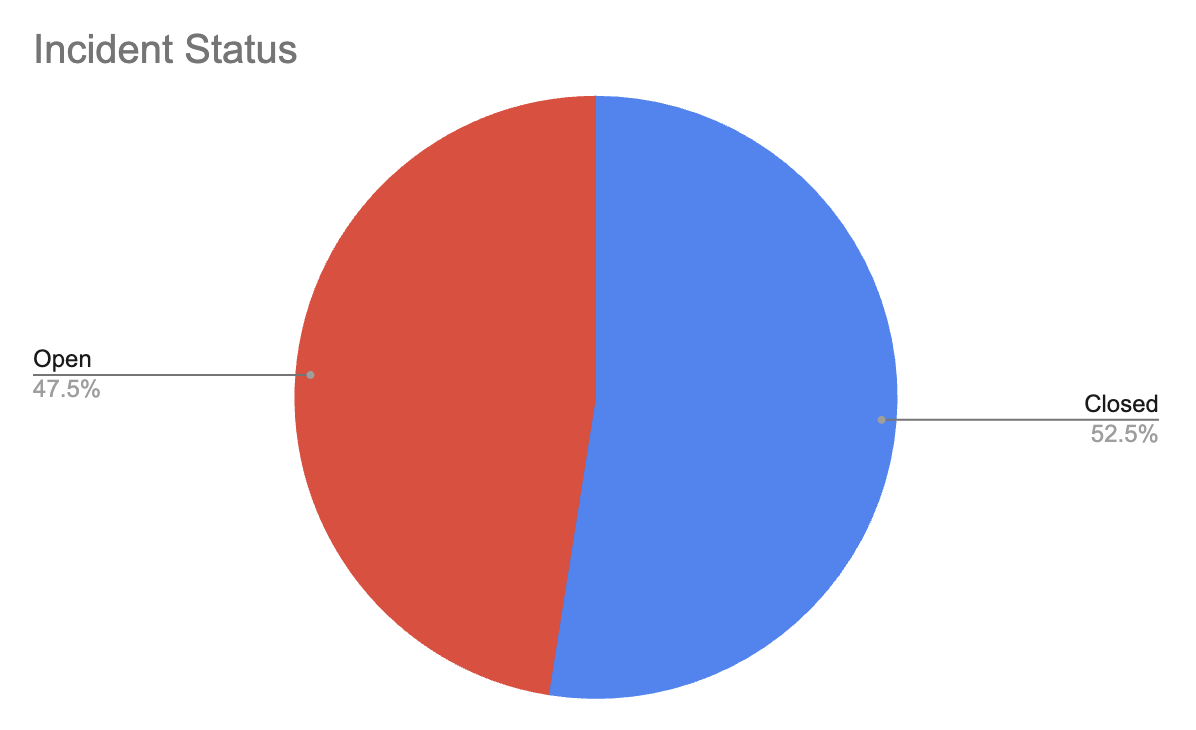 Incident Status
Open
47.5%
Closed
52.5%